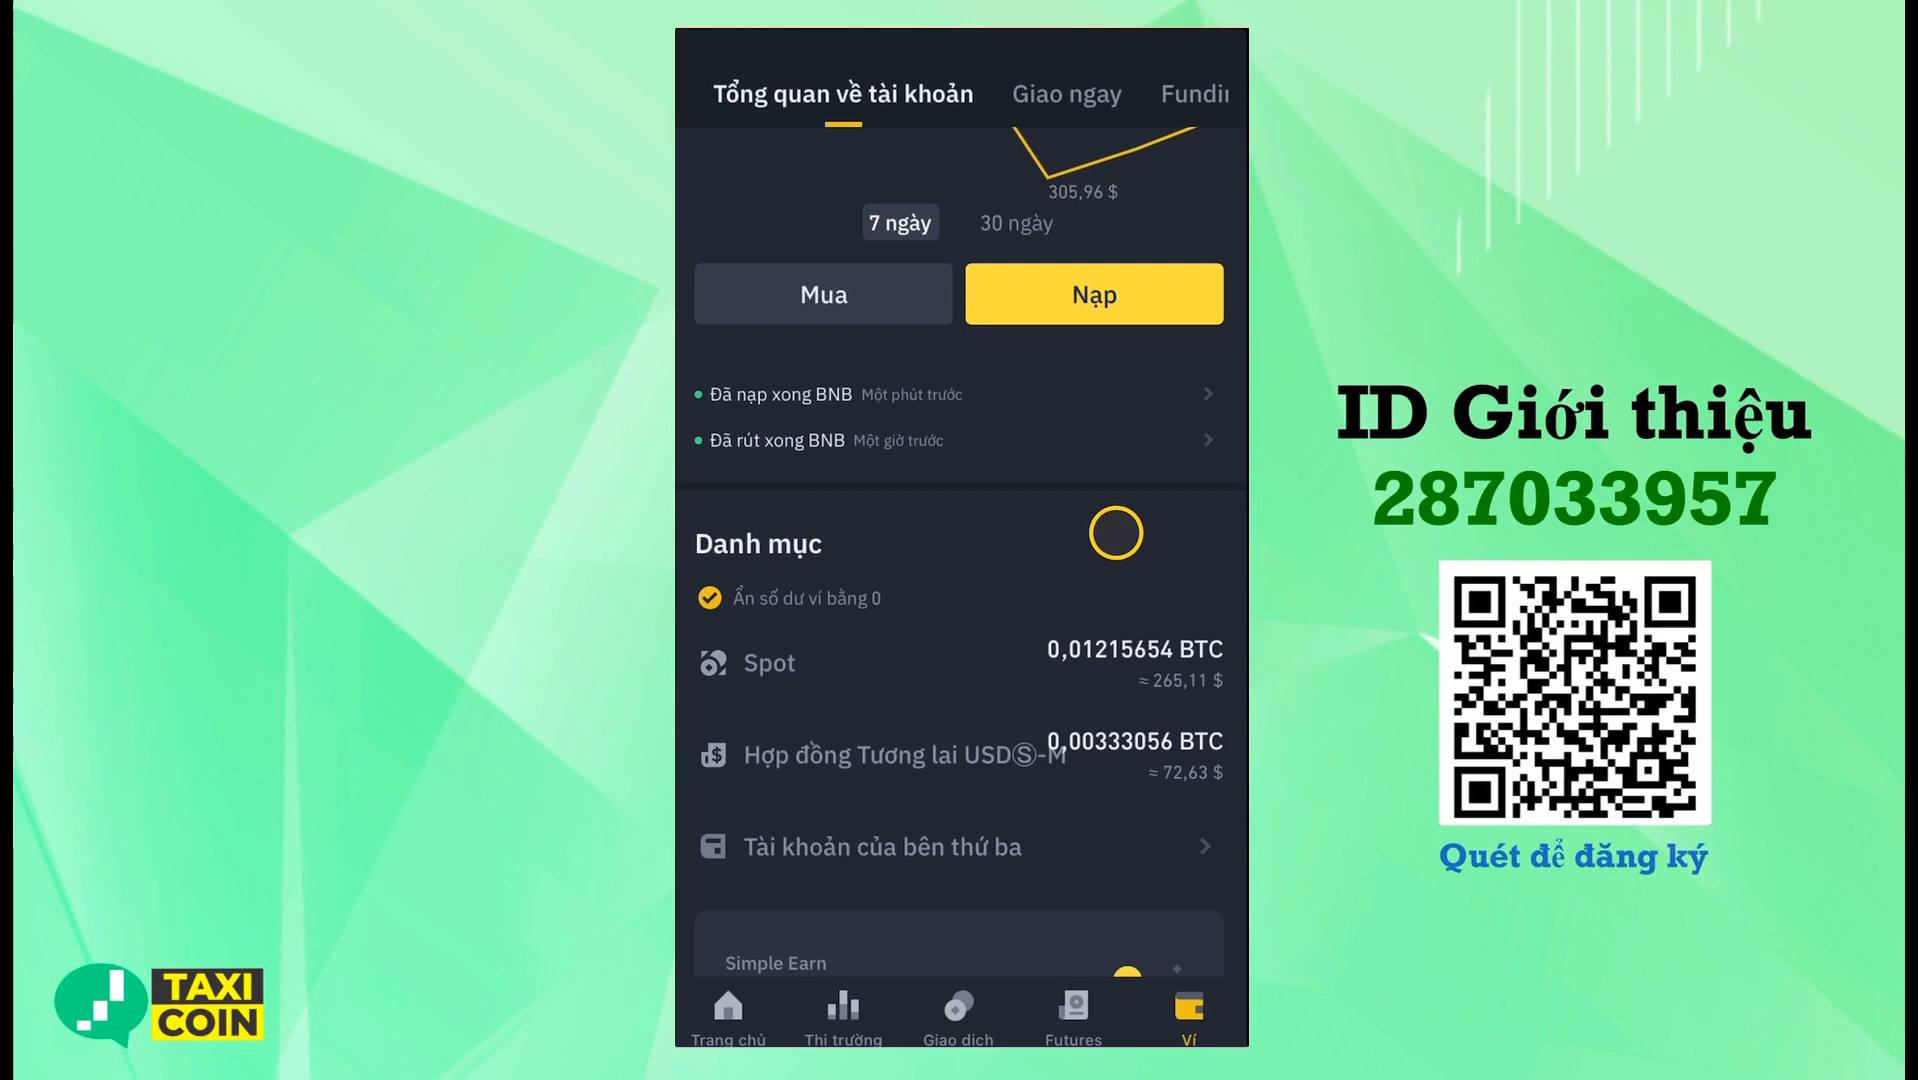 Tổng quan về tài khoản Giao ngay
305,96 $
7 ngày 30 ngày
Mua Nạp
Đã nạp xong BNB Một phút trước
Đã rút xong BNB Một giờ trước
Danh mục
Ẩn số dư ví bằng 0
Spot 0,01215654 BTC
≈ 265,11 $
Hợp đồng Tương lai USDⓈ-M 0,00333056 BTC
≈ 72,63 $
Tài khoản của bên thứ ba
Simple Earn
Trang chủ Thị trường Giao dịch Futures Ví
ID Giới thiệu
287033957
Quét để đăng ký
TAXI
COIN